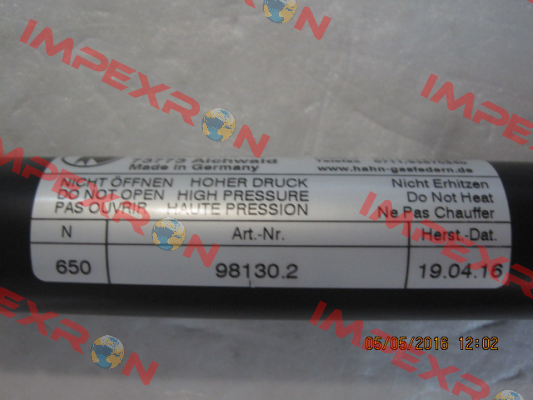 73773 Aichwald
Made in Germany
www.hahn-gasfedern.de
NICHT ÖFFNEN HOHER DRUCK
DO NOT OPEN HIGH PRESSURE
PAS OUVRIR HAUTE PRESSION
Nicht Erhitzen
Do Not Heat
Ne Pas Chauffer
N Art.-Nr. Herst.-Dat.
650 98130.2 19.04.16
05/05/2016 12:02
IMPEXRON
IMPEXRON
IMPEXRON
IMPEXRON
IMPEXRON